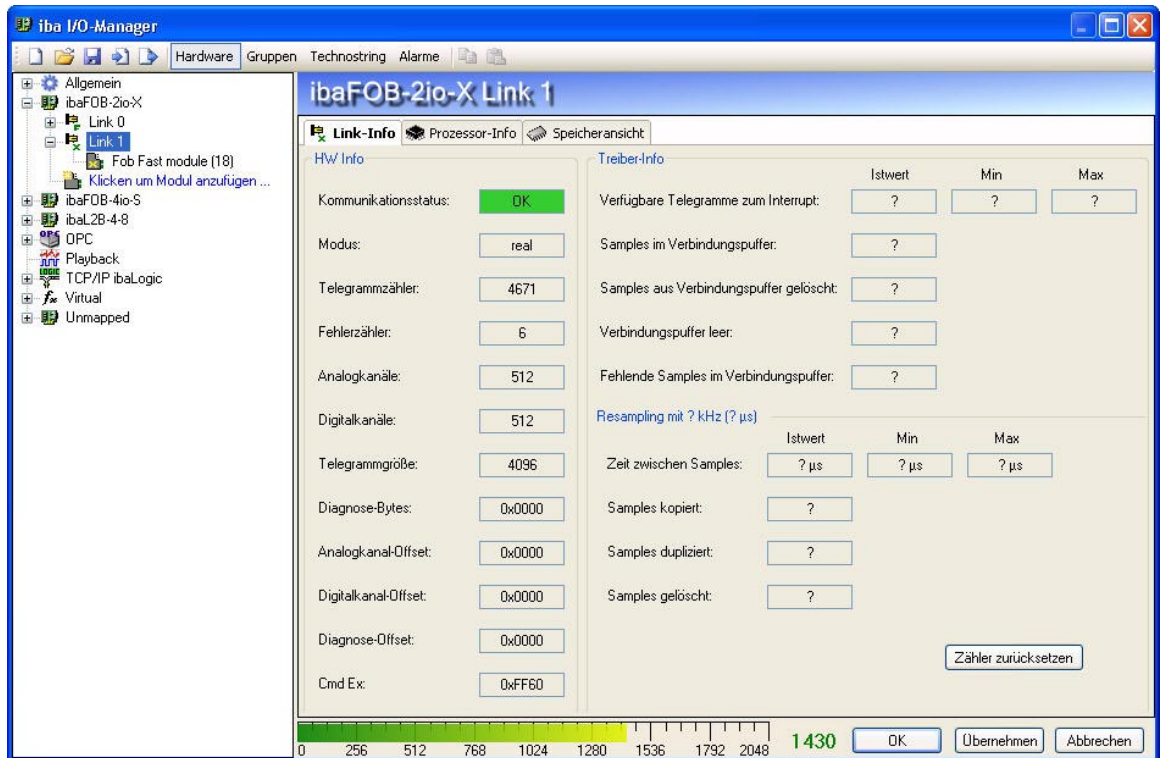 iba I/O-Manager
Hardware Gruppen Technostring Alarme
Allgemein
ibaFOB-2io-X
Link 0
Link 1
Fob Fast module (18)
Klicken um Modul anzufügen ...
ibaFOB-4io-S
ibaL2B-4-8
OPC
Playback
TCP/IP ibaLogic
Virtual
Unmapped
ibaFOB-2io-X Link 1
Link-Info Prozessor-Info Speicheransicht
HW Info
Kommunikationsstatus: OK
Modus: real
Telegrammzähler: 4671
Fehlerzähler: 6
Analogkanäle: 512
Digitalkanäle: 512
Telegrammgröße: 4096
Diagnose-Bytes: 0x0000
Analogkanal-Offset: 0x0000
Digitalkanal-Offset: 0x0000
Diagnose-Offset: 0x0000
Cmd Ex: 0xFF60
Treiber-Info
Istwert Min Max
Verfügbare Telegramme zum Interrupt: ? ? ?
Samples im Verbindungspuffer: ?
Samples aus Verbindungspuffer gelöscht: ?
Verbindungspuffer leer: ?
Fehlende Samples im Verbindungspuffer: ?
Resampling mit ? kHz (? µs)
Istwert Min Max
Zeit zwischen Samples: ? µs ? µs ? µs
Samples kopiert: ?
Samples dupliziert: ?
Samples gelöscht: ?
Zähler zurücksetzen
0 256 512 768 1024 1280 1536 1792 2048
1430
OK Übernehmen Abbrechen